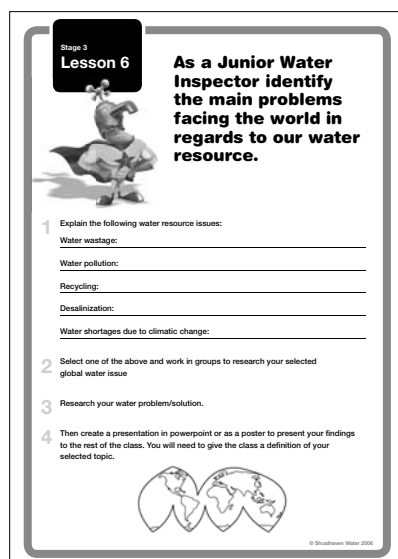 Stage 3
Lesson 6
As a Junior Water
Inspector identify
the main problems
facing the world in
regards to our water
resource.
1 Explain the following water resource issues:
Water wastage:
Water pollution:
Recycling:
Desalinization:
Water shortages due to climatic change:
2 Select one of the above and work in groups to research your selected
global water issue
3 Research your water problem/solution.
4 Then create a presentation in powerpoint or as a poster to present your findings
to the rest of the class. You will need to give the class a definition of your
selected topic.
© Shoalhaven Water 2006